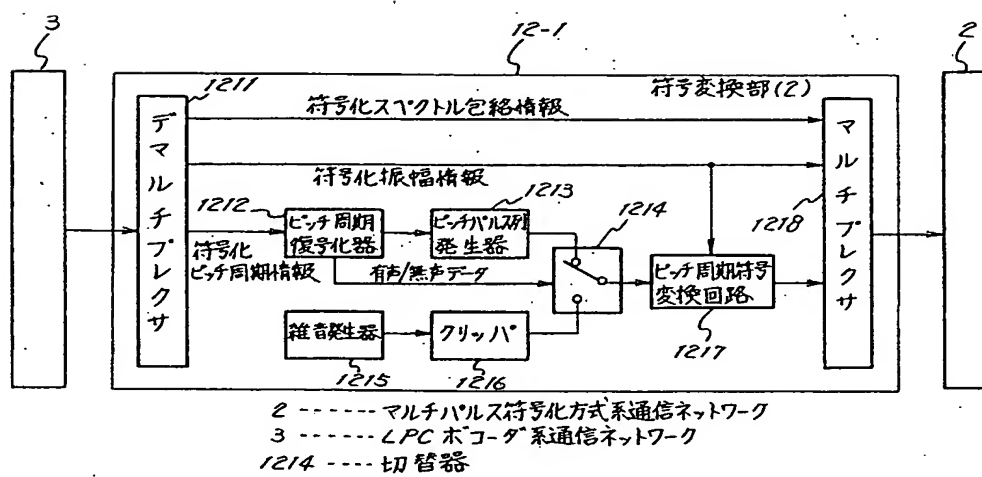 3
12-1
2
1211
符号変換部(2)
デマルチプレクサ
符号化スペクトル包絡情報
マルチプレクサ
符号化振幅情報
1212
1213
1214
1218
ピッチ周期
復号化器
ピッチパルス列
発生器
符号化
ピッチ周期情報
有声/無声データ
ピッチ周期符号
変換回路
雑音発生器
クリッパ
1217
1215
1216
2 ------ マルチパルス符号化方式系通信ネットワーク
3 ------ LPCボコーダ系通信ネットワーク
1214 ---- 切替器